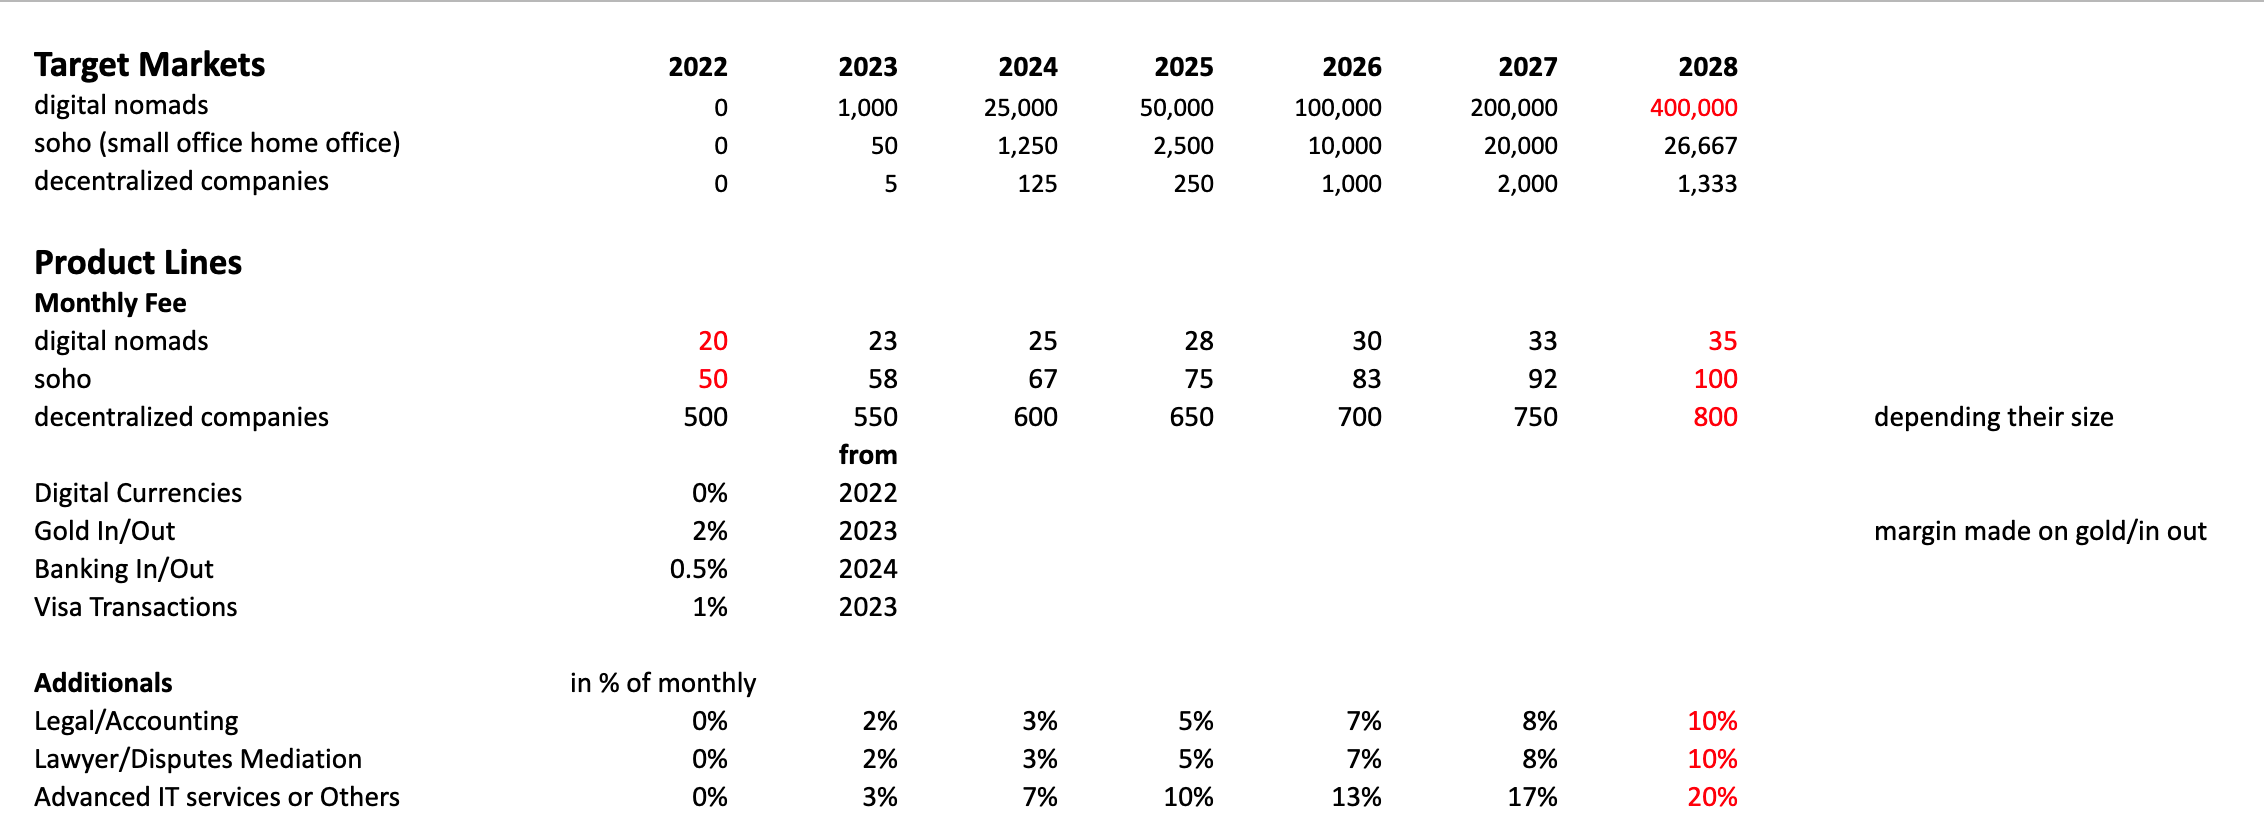 Target Markets 2022 2023 2024 2025 2026 2027 2028
digital nomads 0 1,000 25,000 50,000 100,000 200,000 400,000
soho (small office home office) 0 50 1,250 2,500 10,000 20,000 26,667
decentralized companies 0 5 125 250 1,000 2,000 1,333
Product Lines
Monthly Fee
digital nomads 20 23 25 28 30 33 35
soho 50 58 67 75 83 92 100
decentralized companies 500 550 600 650 700 750 800 depending their size
from
Digital Currencies 0% 2022
Gold In/Out 2% 2023 margin made on gold/in out
Banking In/Out 0.5% 2024
Visa Transactions 1% 2023
Additionals in % of monthly
Legal/Accounting 0% 2% 3% 5% 7% 8% 10%
Lawyer/Disputes Mediation 0% 2% 3% 5% 7% 8% 10%
Advanced IT services or Others 0% 3% 7% 10% 13% 17% 20%